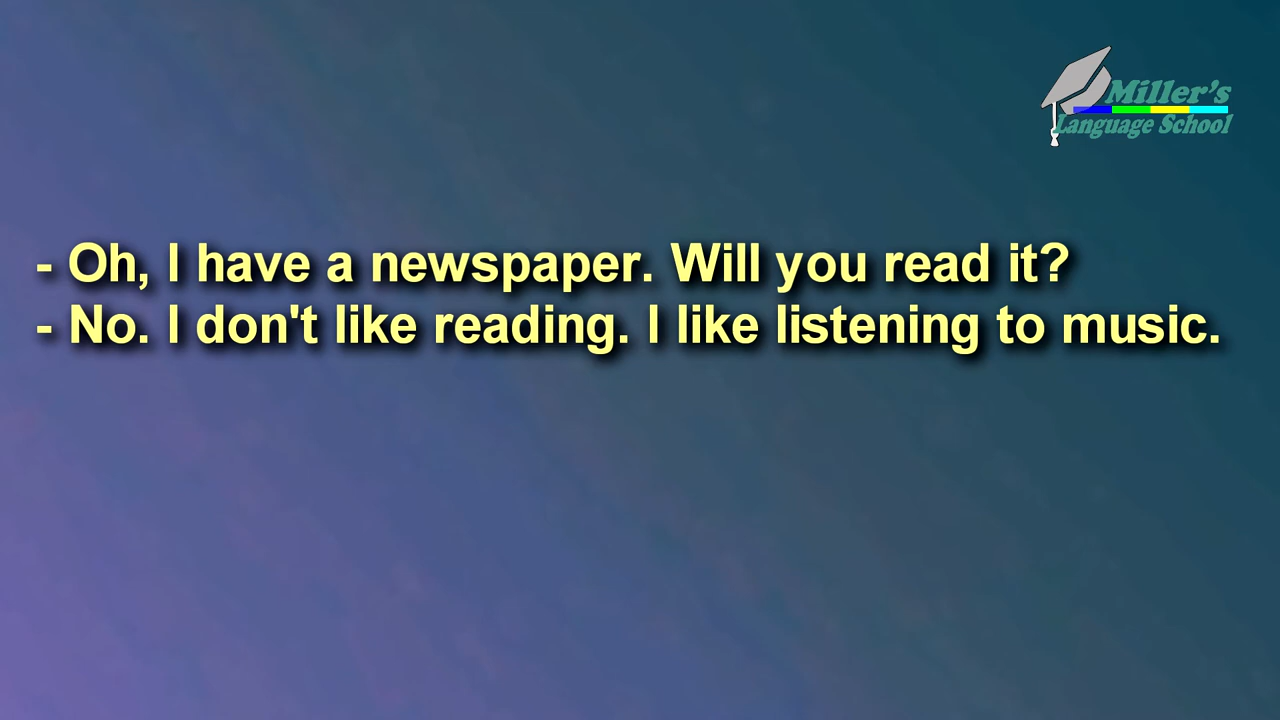 Miller's
Language School
- Oh, I have a newspaper. Will you read it?
- No. I don't like reading. I like listening to music.